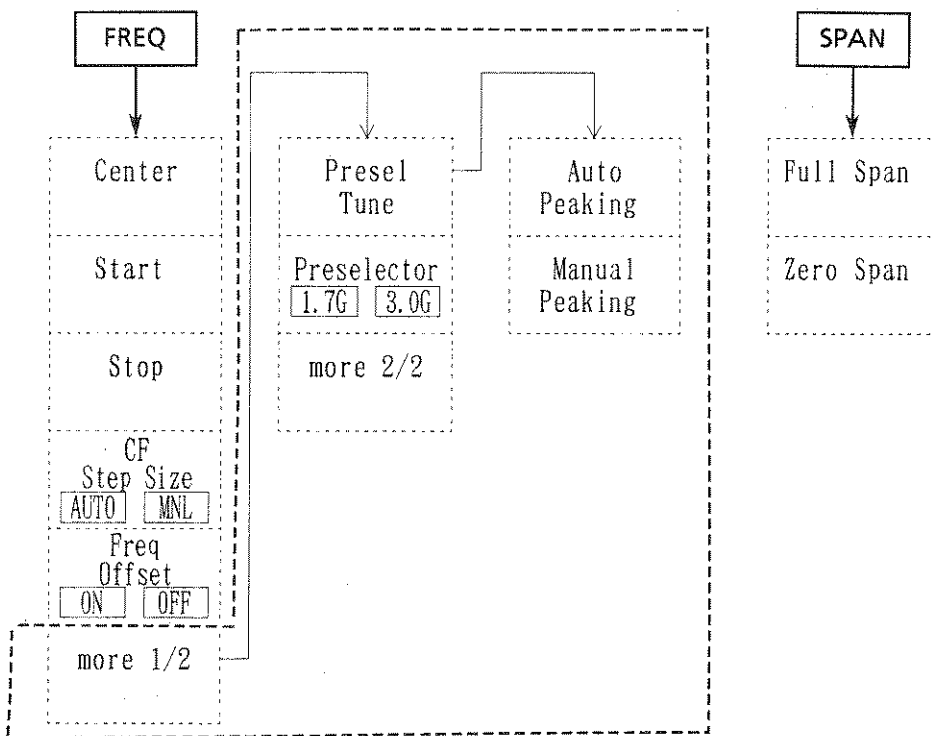 FREQ
Center
Start
Stop
CF
Step Size
AUTO MNL
Freq
Offset
ON OFF
more 1/2
Presel
Tune
Preselector
1.7G 3.0G
more 2/2
Auto
Peaking
Manual
Peaking
SPAN
Full Span
Zero Span